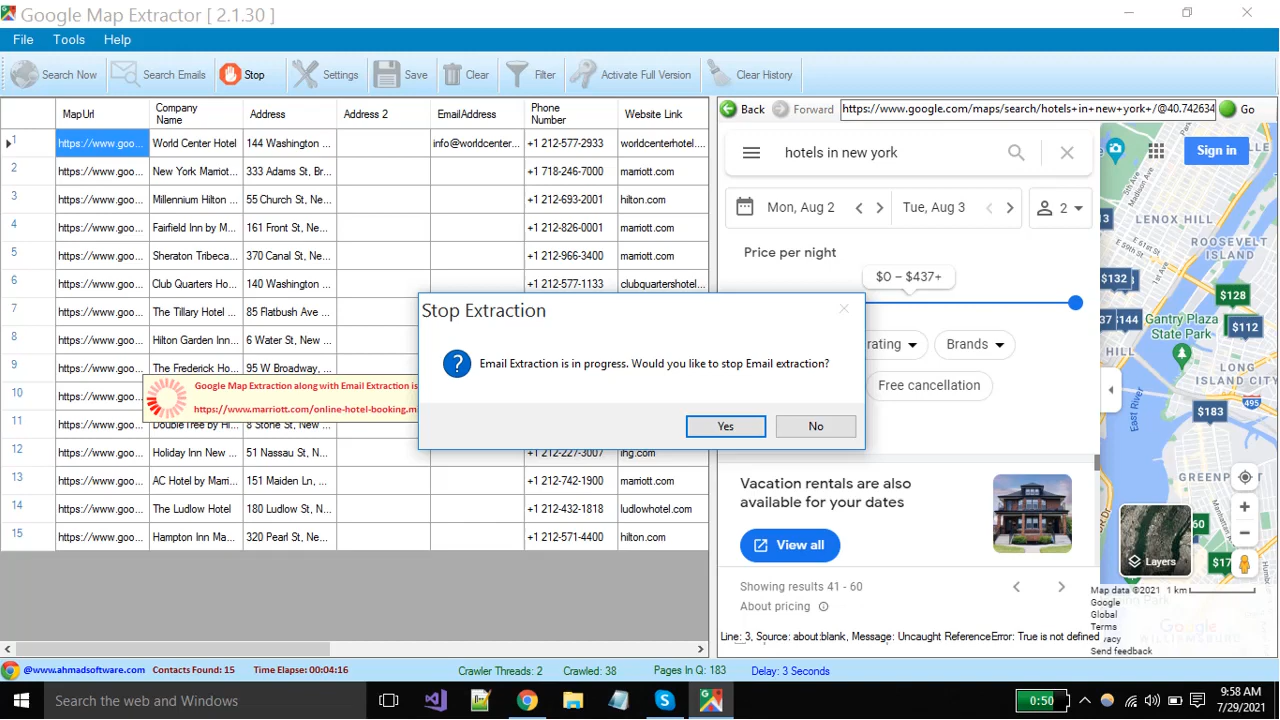 Google Map Extractor [ 2.1.30 ]
File Tools Help
Search Now Search Emails Stop Settings Save Clear Filter Activate Full Version Clear History
MapUrl Company Name Address Address 2 EmailAddress Phone Number Website Link
1 https://www.goo... World Center Hotel 144 Washington ... info@worldcenter... +1 212-577-2933 worldcenterhotel....
2 https://www.goo... New York Marriot... 333 Adams St, Br... +1 718-246-7000 marriott.com
3 https://www.goo... Millennium Hilton ... 55 Church St, Ne... +1 212-693-2001 hilton.com
4 https://www.goo... Fairfield Inn by M... 161 Front St, Ne... +1 212-826-0001 marriott.com
5 https://www.goo... Sheraton Tribeca... 370 Canal St, Ne... +1 212-966-3400 marriott.com
6 https://www.goo... Club Quarters Ho... 140 Washington ... +1 212-577-1133 clubquartershotel....
7 https://www.goo... The Tillary Hotel 85 Flatbush Ave ...
8 https://www.goo... Hilton Garden Inn... 6 Water St, New ...
9 https://www.goo... The Frederick Ho... 95 W Broadway, ...
10 https://www.goo...
11 https://www.goo... DoubleTree by Hil... 8 Stone St, New ...
12 https://www.goo... Holiday Inn New ... 51 Nassau St, N... +1 212-227-3007 ihg.com
13 https://www.goo... AC Hotel by Marri... 151 Maiden Ln, ... +1 212-742-1900 marriott.com
14 https://www.goo... The Ludlow Hotel 180 Ludlow St, N... +1 212-432-1818 ludlowhotel.com
15 https://www.goo... Hampton Inn Ma... 320 Pearl St, Ne... +1 212-571-4400 hilton.com
Google Map Extraction along with Email Extraction is
https://www.marriott.com/online-hotel-booking.m
Stop Extraction
Email Extraction is in progress. Would you like to stop Email extraction?
Yes No
Back Forward https://www.google.com/maps/search/hotels+in+new+york+/@40.742634 Go
hotels in new york
Sign in
Mon, Aug 2 Tue, Aug 3 2
Price per night
$0 – $437+
rating Brands
Free cancellation
Vacation rentals are also
available for your dates
View all
Showing results 41 - 60
About pricing
Line: 3, Source: about:blank, Message: Uncaught ReferenceError: True is not defined
LENOX HILL
ROOSEVELT
ISLAND
$132
$128
37 $144
Gantry Plaza
State Park
$112
HILL
LONG
ISLAND CITY
495
$183
East River
GREENP
60
Layers
$17
Map data ©2021 1 km
Google
Global
Terms
Send feedback
@www.ahmadsoftware.com Contacts Found: 15 Time Elapse: 00:04:16 Crawler Threads: 2 Crawled: 38 Pages In Q: 183 Delay: 3 Seconds
Search the web and Windows
0:50
9:58 AM
7/29/2021